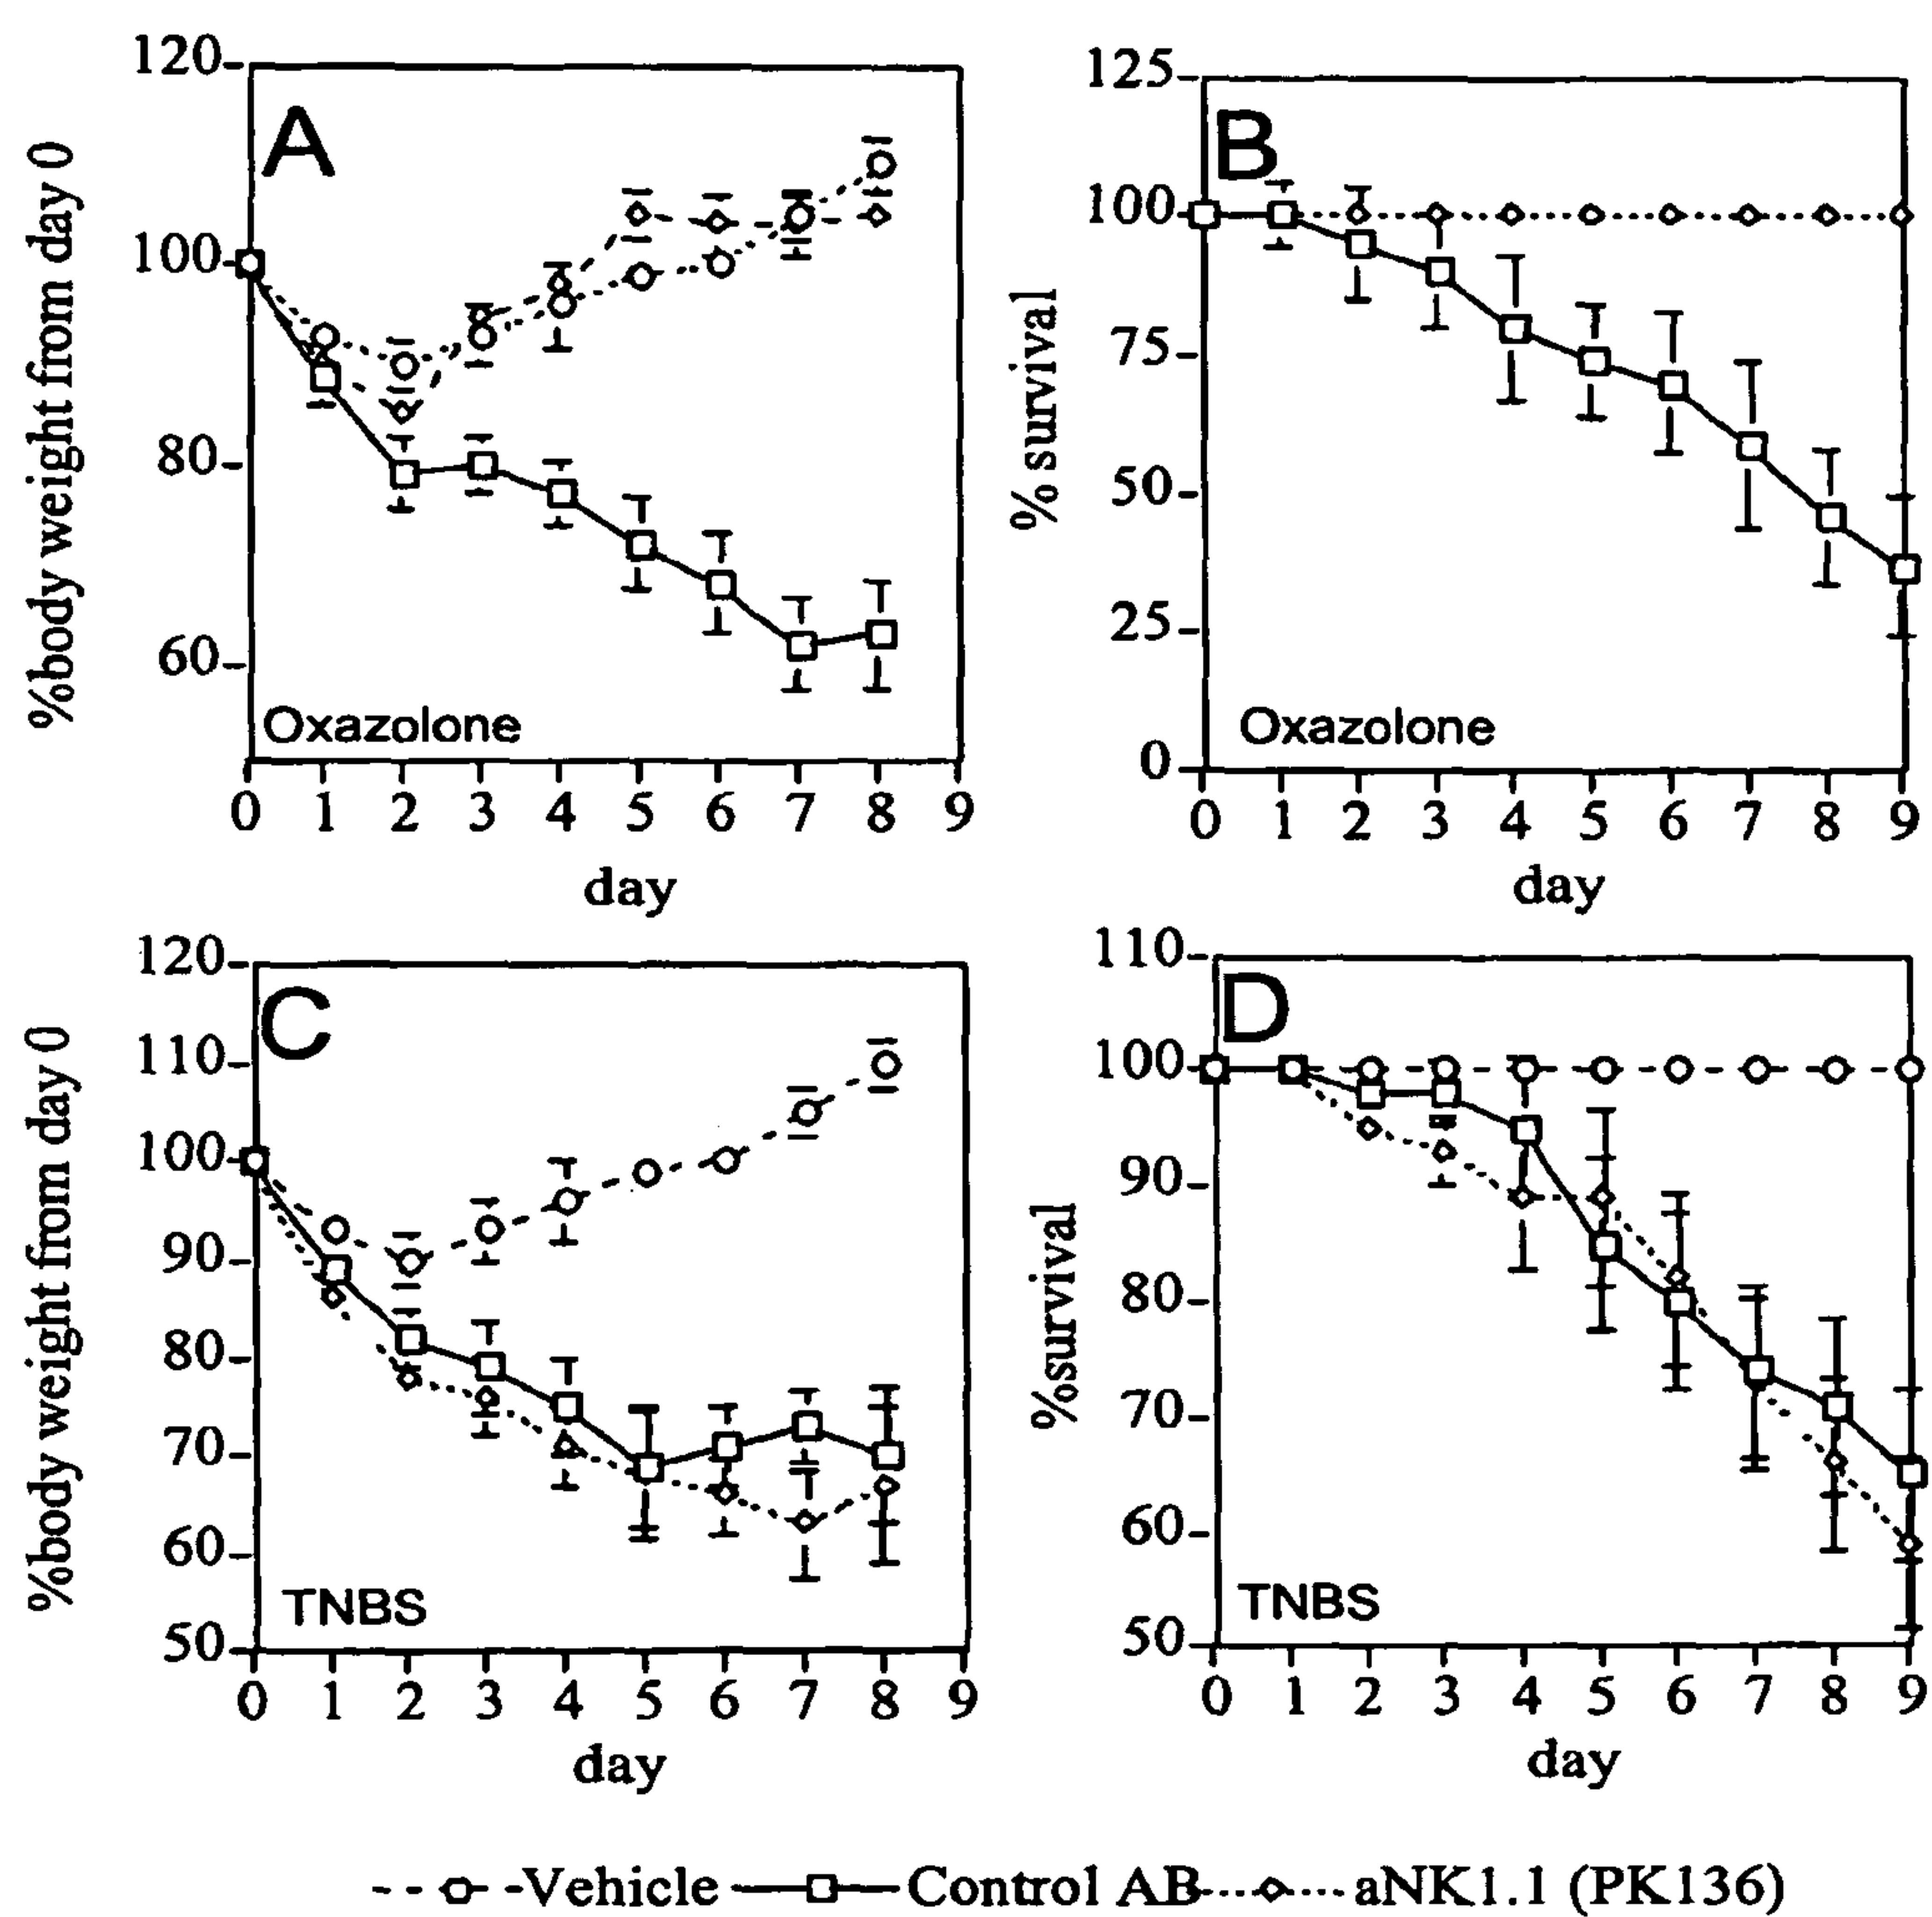 A
%body weight from day 0
120
100
80
60
Oxazolone
0 1 2 3 4 5 6 7 8 9
day
B
% survival
125
100
75
50
25
0
Oxazolone
0 1 2 3 4 5 6 7 8 9
day
C
%body weight from day 0
120
110
100
90
80
70
60
50
TNBS
0 1 2 3 4 5 6 7 8 9
day
D
%survival
110
100
90
80
70
60
50
TNBS
0 1 2 3 4 5 6 7 8 9
day
Vehicle Control AB aNK1.1 (PK136)